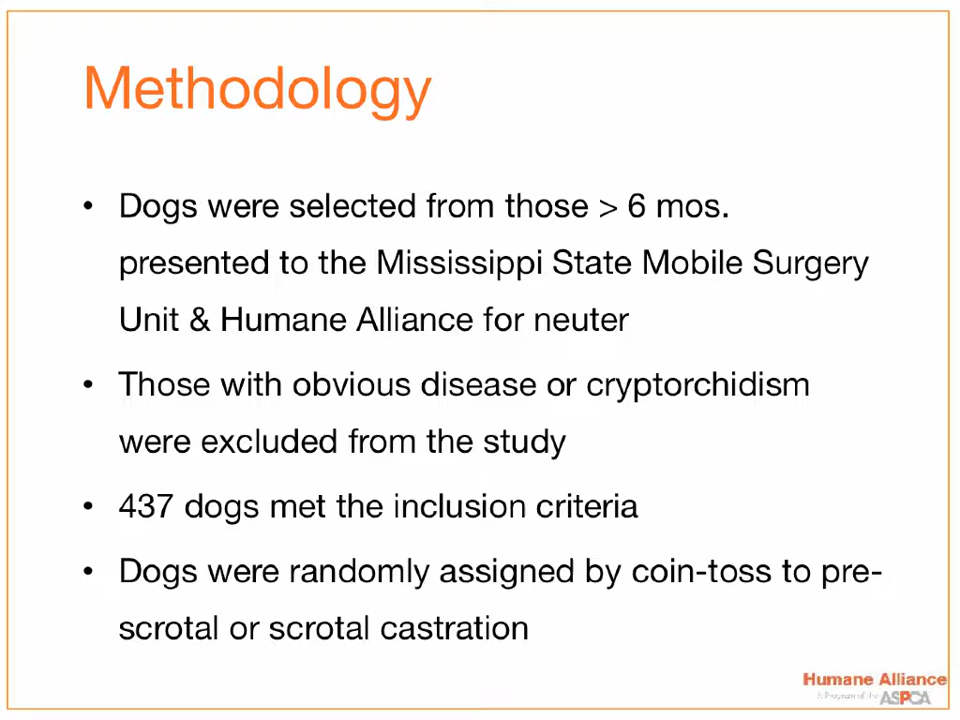 Methodology
• Dogs were selected from those > 6 mos.
presented to the Mississippi State Mobile Surgery
Unit & Humane Alliance for neuter
• Those with obvious disease or cryptorchidism
were excluded from the study
• 437 dogs met the inclusion criteria
• Dogs were randomly assigned by coin-toss to pre-
scrotal or scrotal castration
Humane Alliance
A Program of the ASPCA